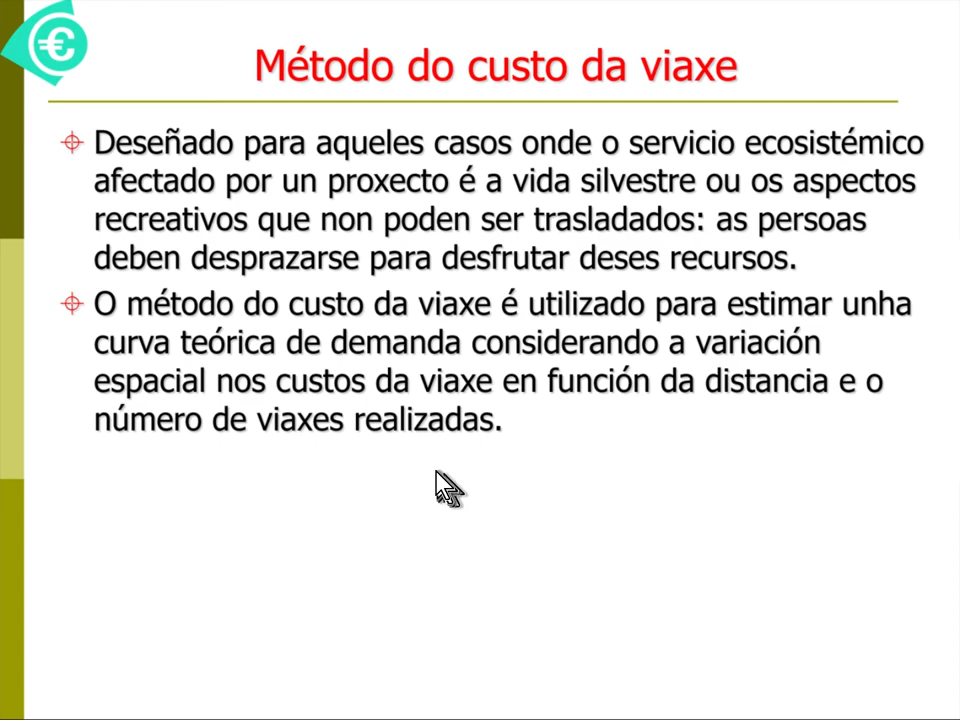 €
Método do custo da viaxe
Deseñado para aqueles casos onde o servicio ecosistémico
afectado por un proxecto é a vida silvestre ou os aspectos
recreativos que non poden ser trasladados: as persoas
deben desprazarse para desfrutar deses recursos.
O método do custo da viaxe é utilizado para estimar unha
curva teórica de demanda considerando a variación
espacial nos custos da viaxe en función da distancia e o
número de viaxes realizadas.